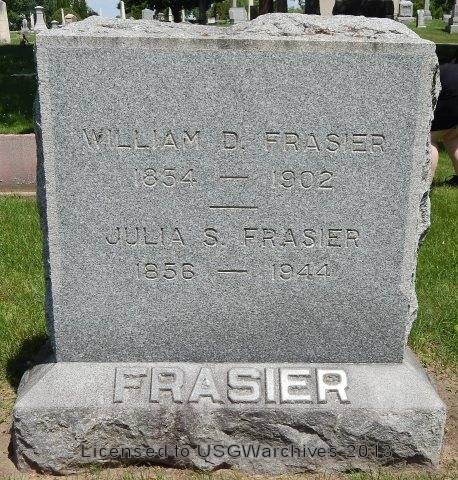 WILLIAM D. FRASIER
1854 — 1902
JULIA S. FRASIER
1856 — 1944
FRASIER
Licensed to USGWarchives-2013